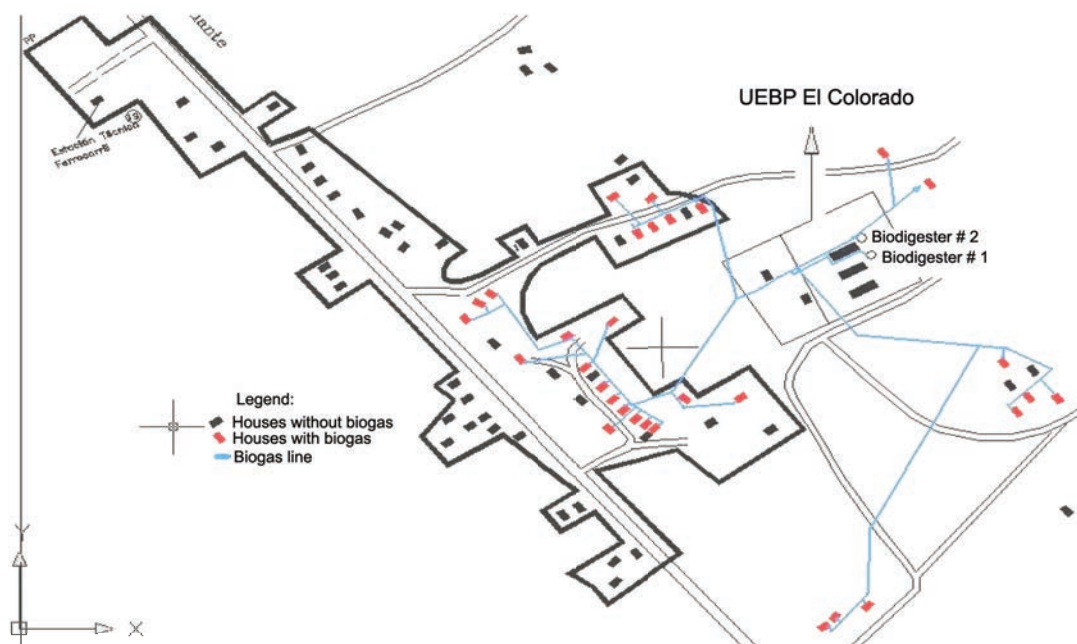 PP
UEBP El Colorado
Estación Técnica
Ferrocarril
Biodigester # 2
Biodigester # 1
Legend:
Houses without biogas
Houses with biogas
Biogas line
Y
X